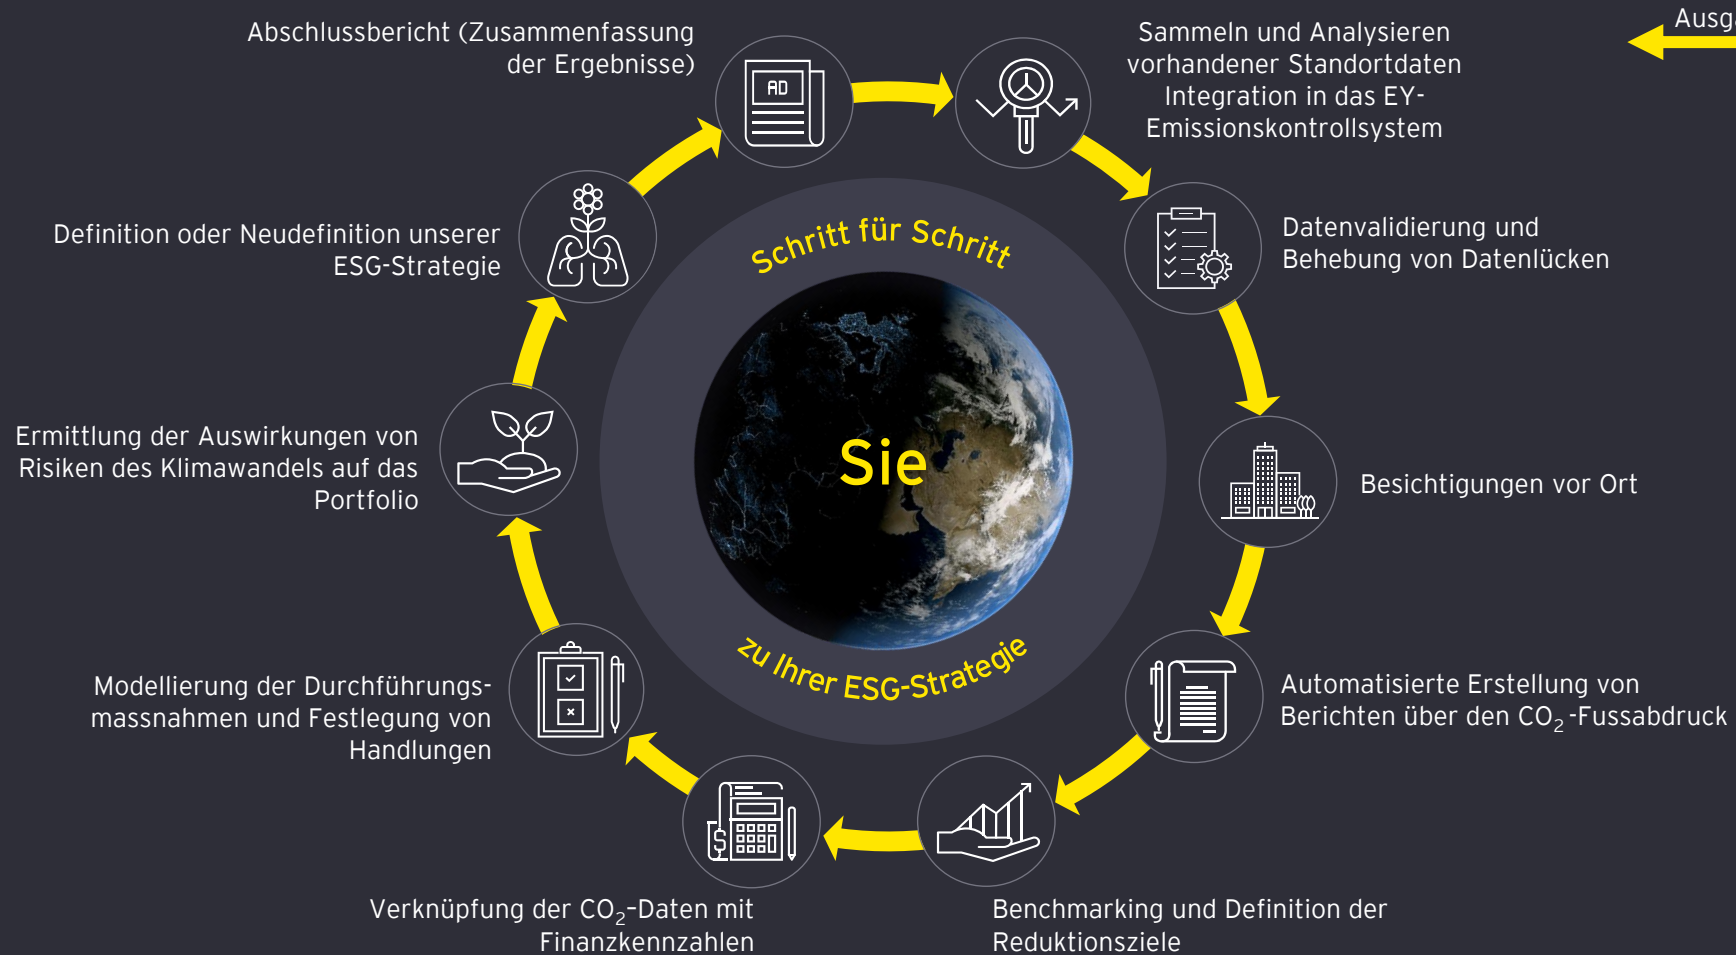 Ausg
Sammeln und Analysieren
vorhandener Standortdaten
Integration in das EY-
Emissionskontrollsystem
Datenvalidierung und
Behebung von Datenlücken
Besichtigungen vor Ort
Automatisierte Erstellung von
Berichten über den CO₂-Fussabdruck
Benchmarking und Definition der
Reduktionsziele
Verknüpfung der CO₂-Daten mit
Finanzkennzahlen
Modellierung der Durchführungs-
massnahmen und Festlegung von
Handlungen
Ermittlung der Auswirkungen von
Risiken des Klimawandels auf das
Portfolio
Definition oder Neudefinition unserer
ESG-Strategie
Abschlussbericht (Zusammenfassung
der Ergebnisse)
AD
Schritt für Schritt
Sie
zu Ihrer ESG-Strategie